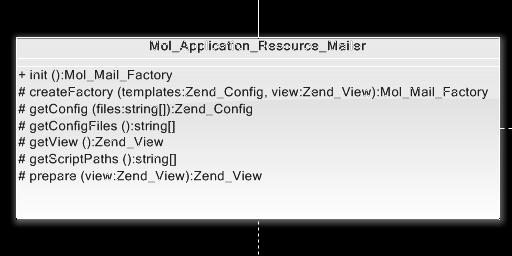 Mol_Application_Resource_Mailer
+ init ():Mol_Mail_Factory
# createFactory (templates:Zend_Config, view:Zend_View):Mol_Mail_Factory
# getConfig (files:string[]):Zend_Config
# getConfigFiles ():string[]
# getView ():Zend_View
# getScriptPaths ():string[]
# prepare (view:Zend_View):Zend_View